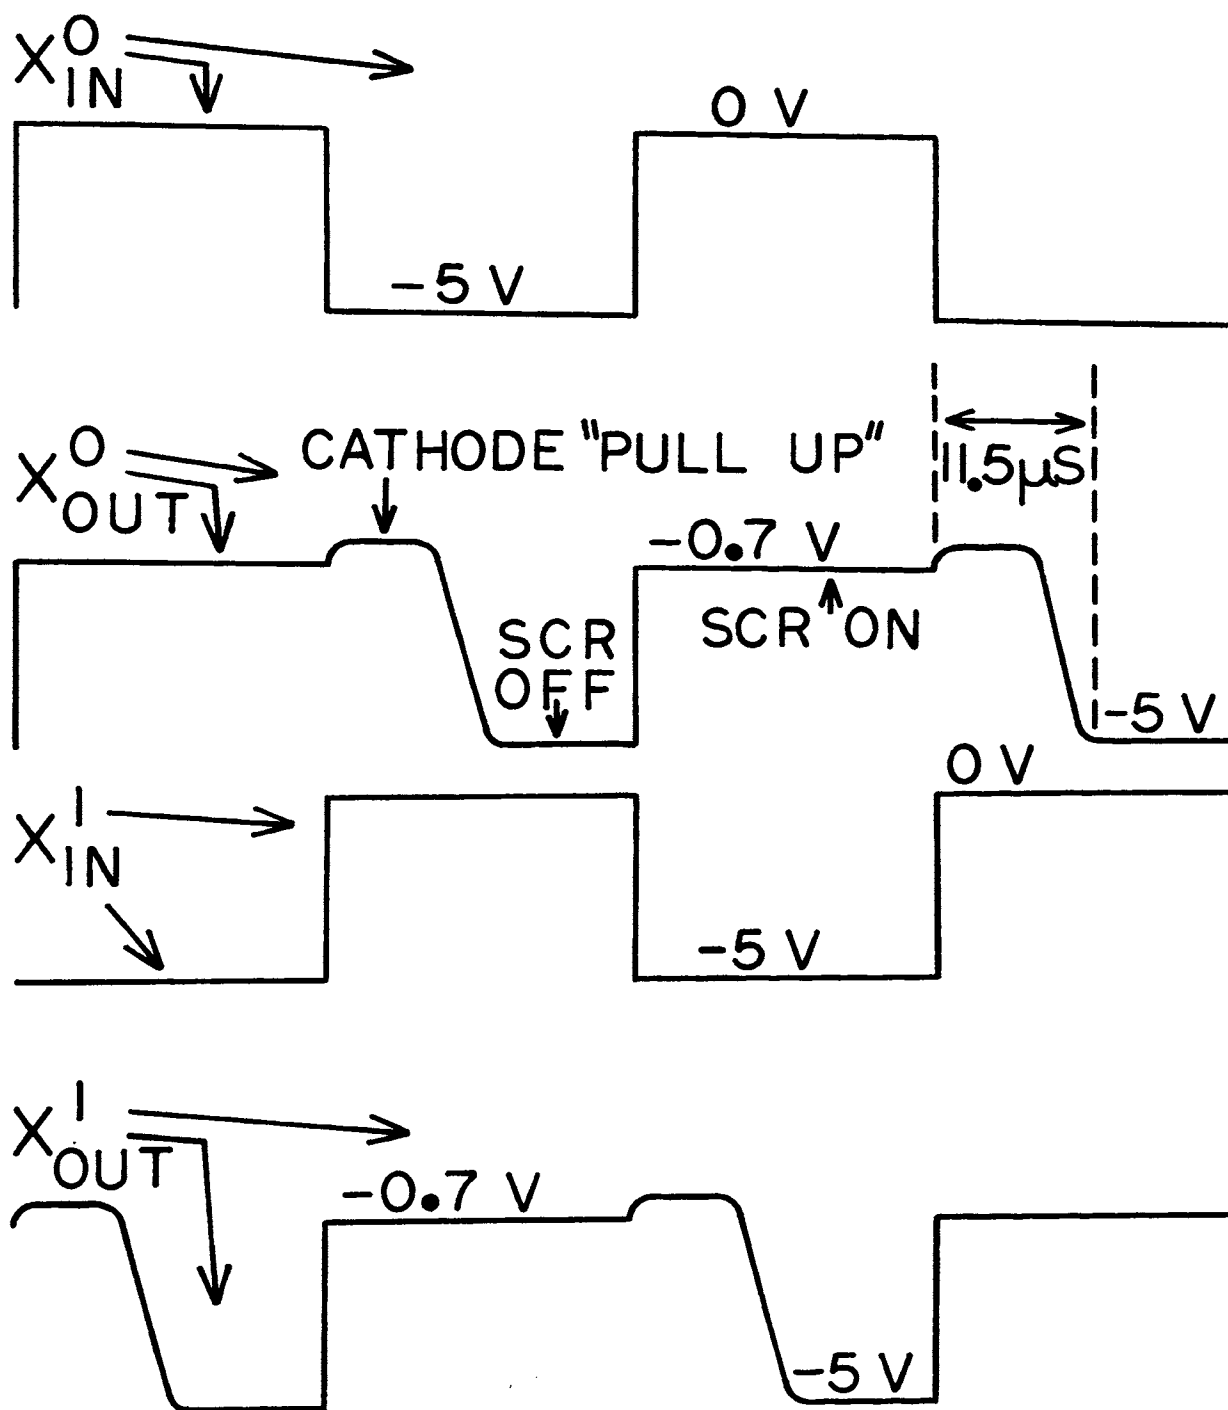 X⁰IN
0 V
-5 V
X⁰OUT
CATHODE "PULL UP"
11.5μS
-0.7 V
SCR ON
SCR
OFF
-5 V
0 V
X¹IN
-5 V
X¹OUT
-0.7 V
-5 V